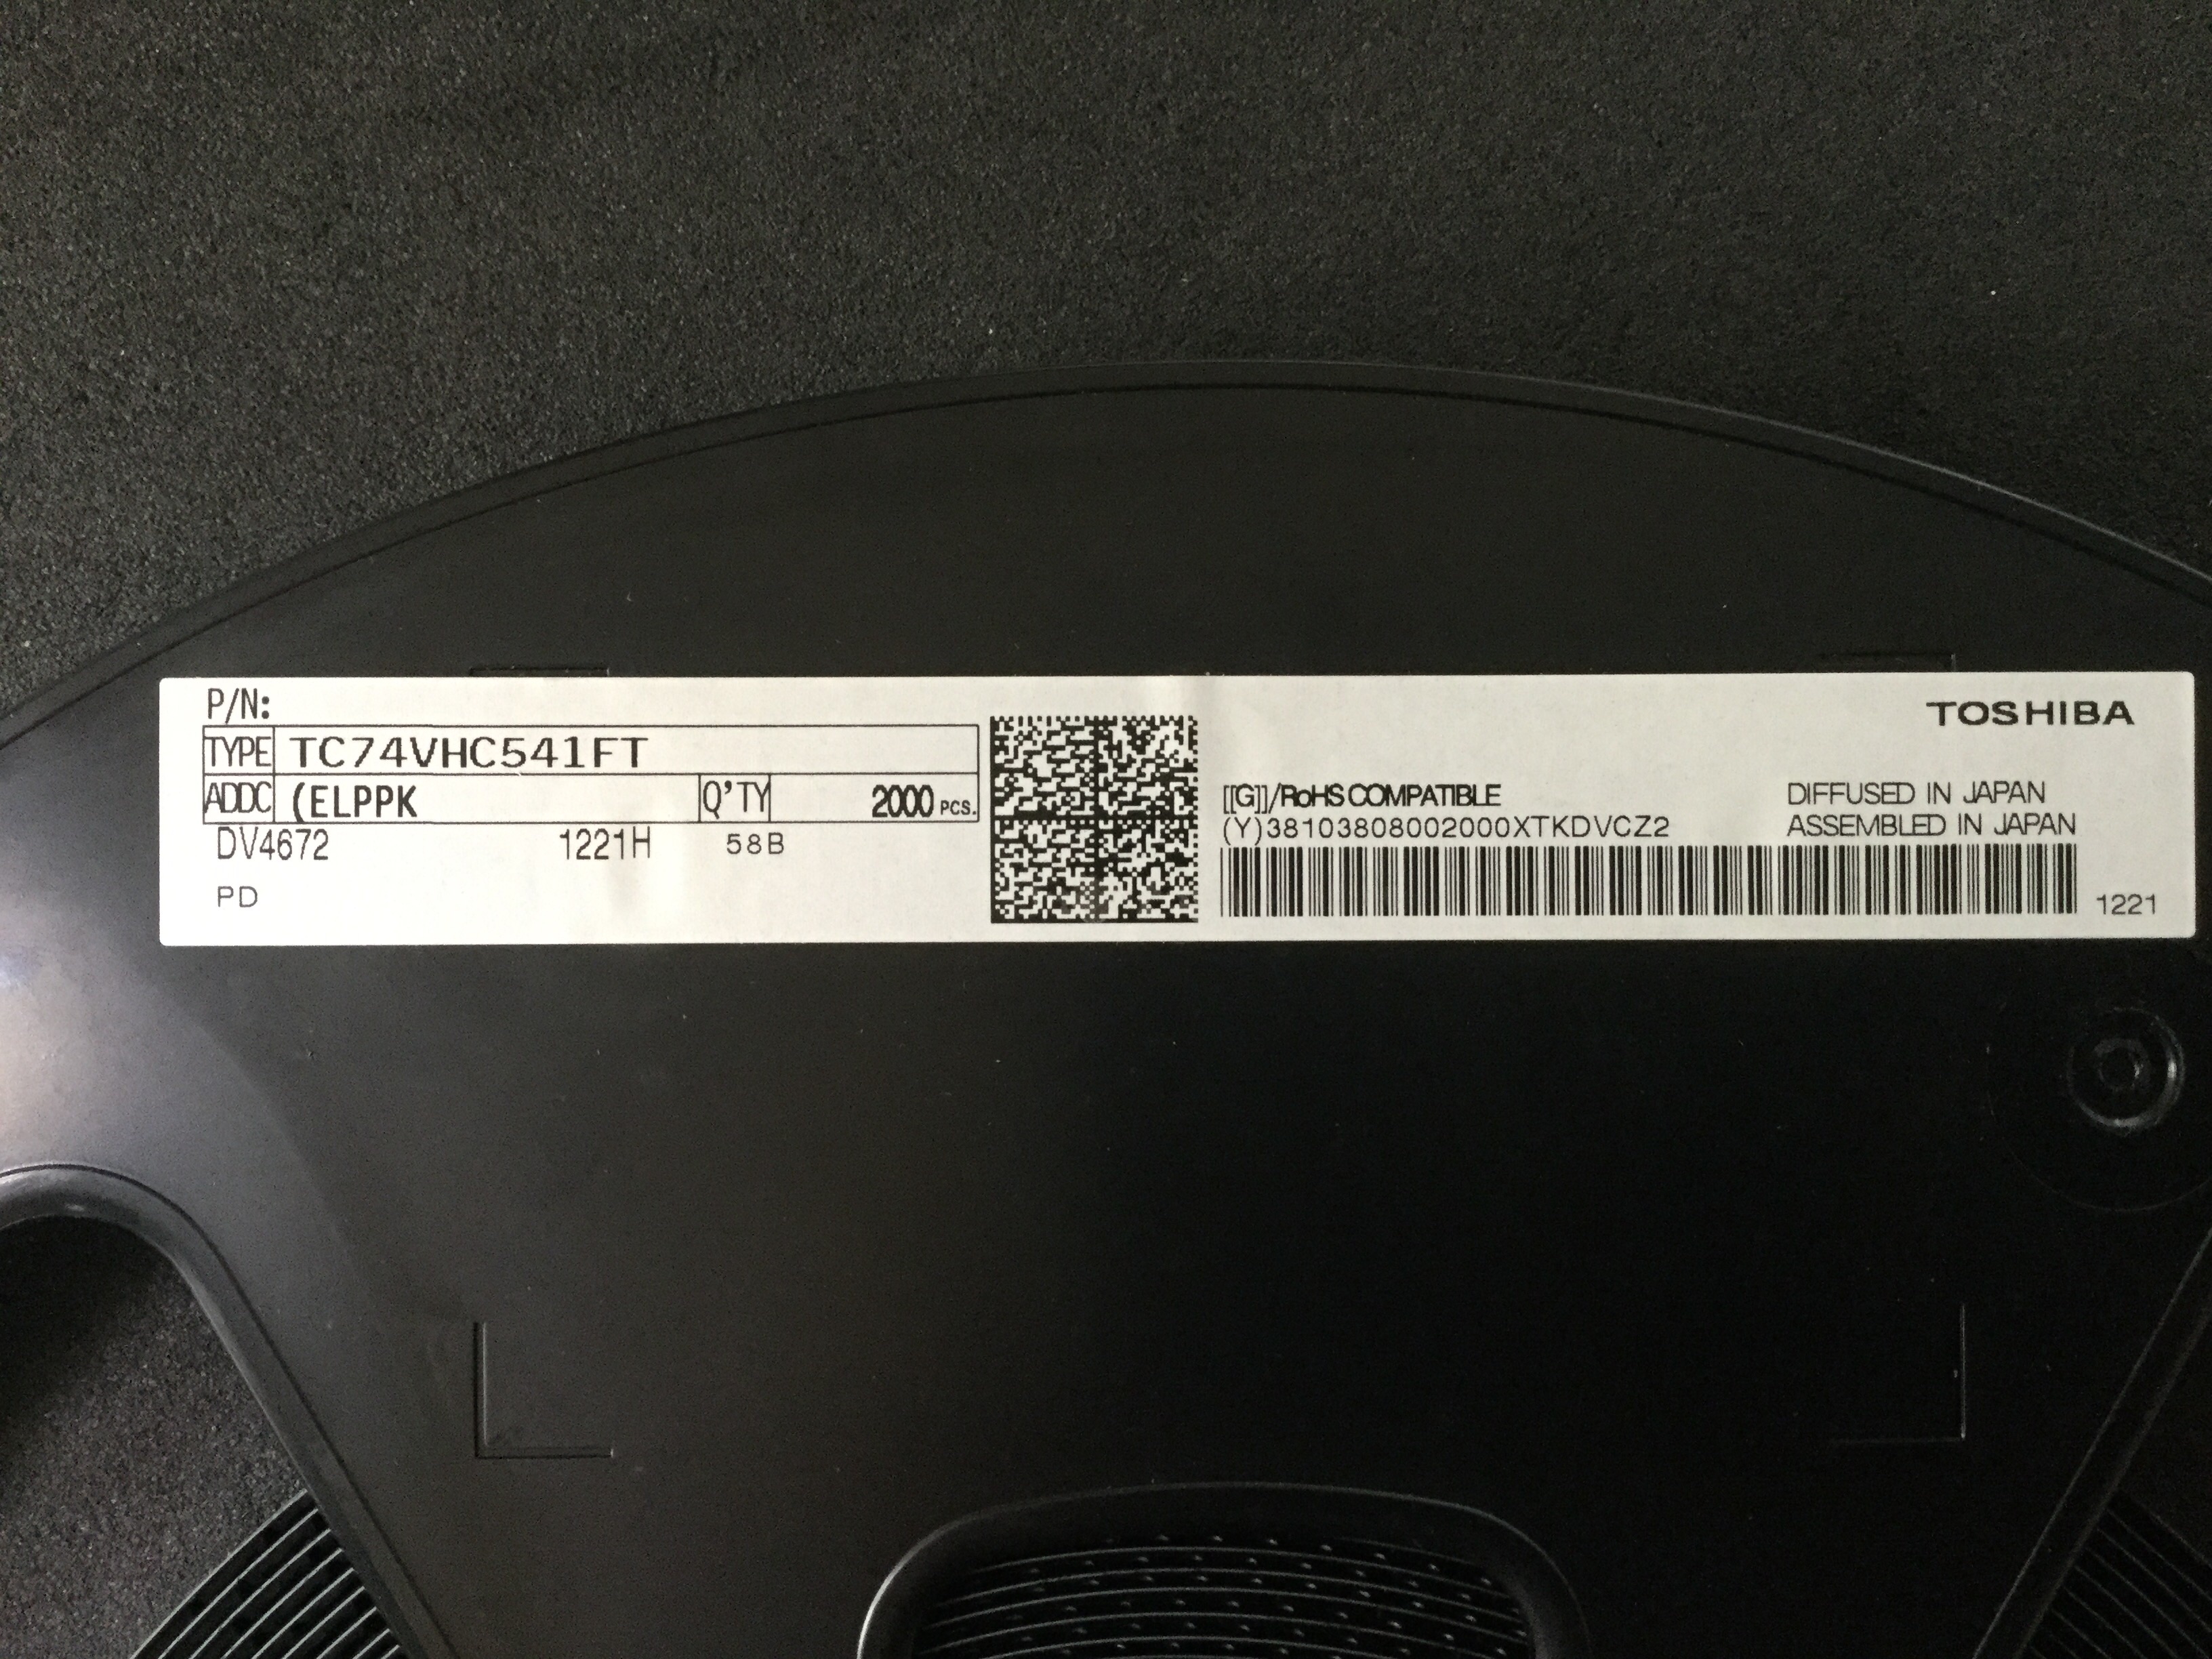 P/N:
TYPE TC74VHC541FT
ADDC (ELPPK Q'TY 2000 PCS.
DV4672 1221H 58B
PD
TOSHIBA
[[G]]/RoHS COMPATIBLE DIFFUSED IN JAPAN
(Y)38103808002000XTKDVCZ2 ASSEMBLED IN JAPAN
1221